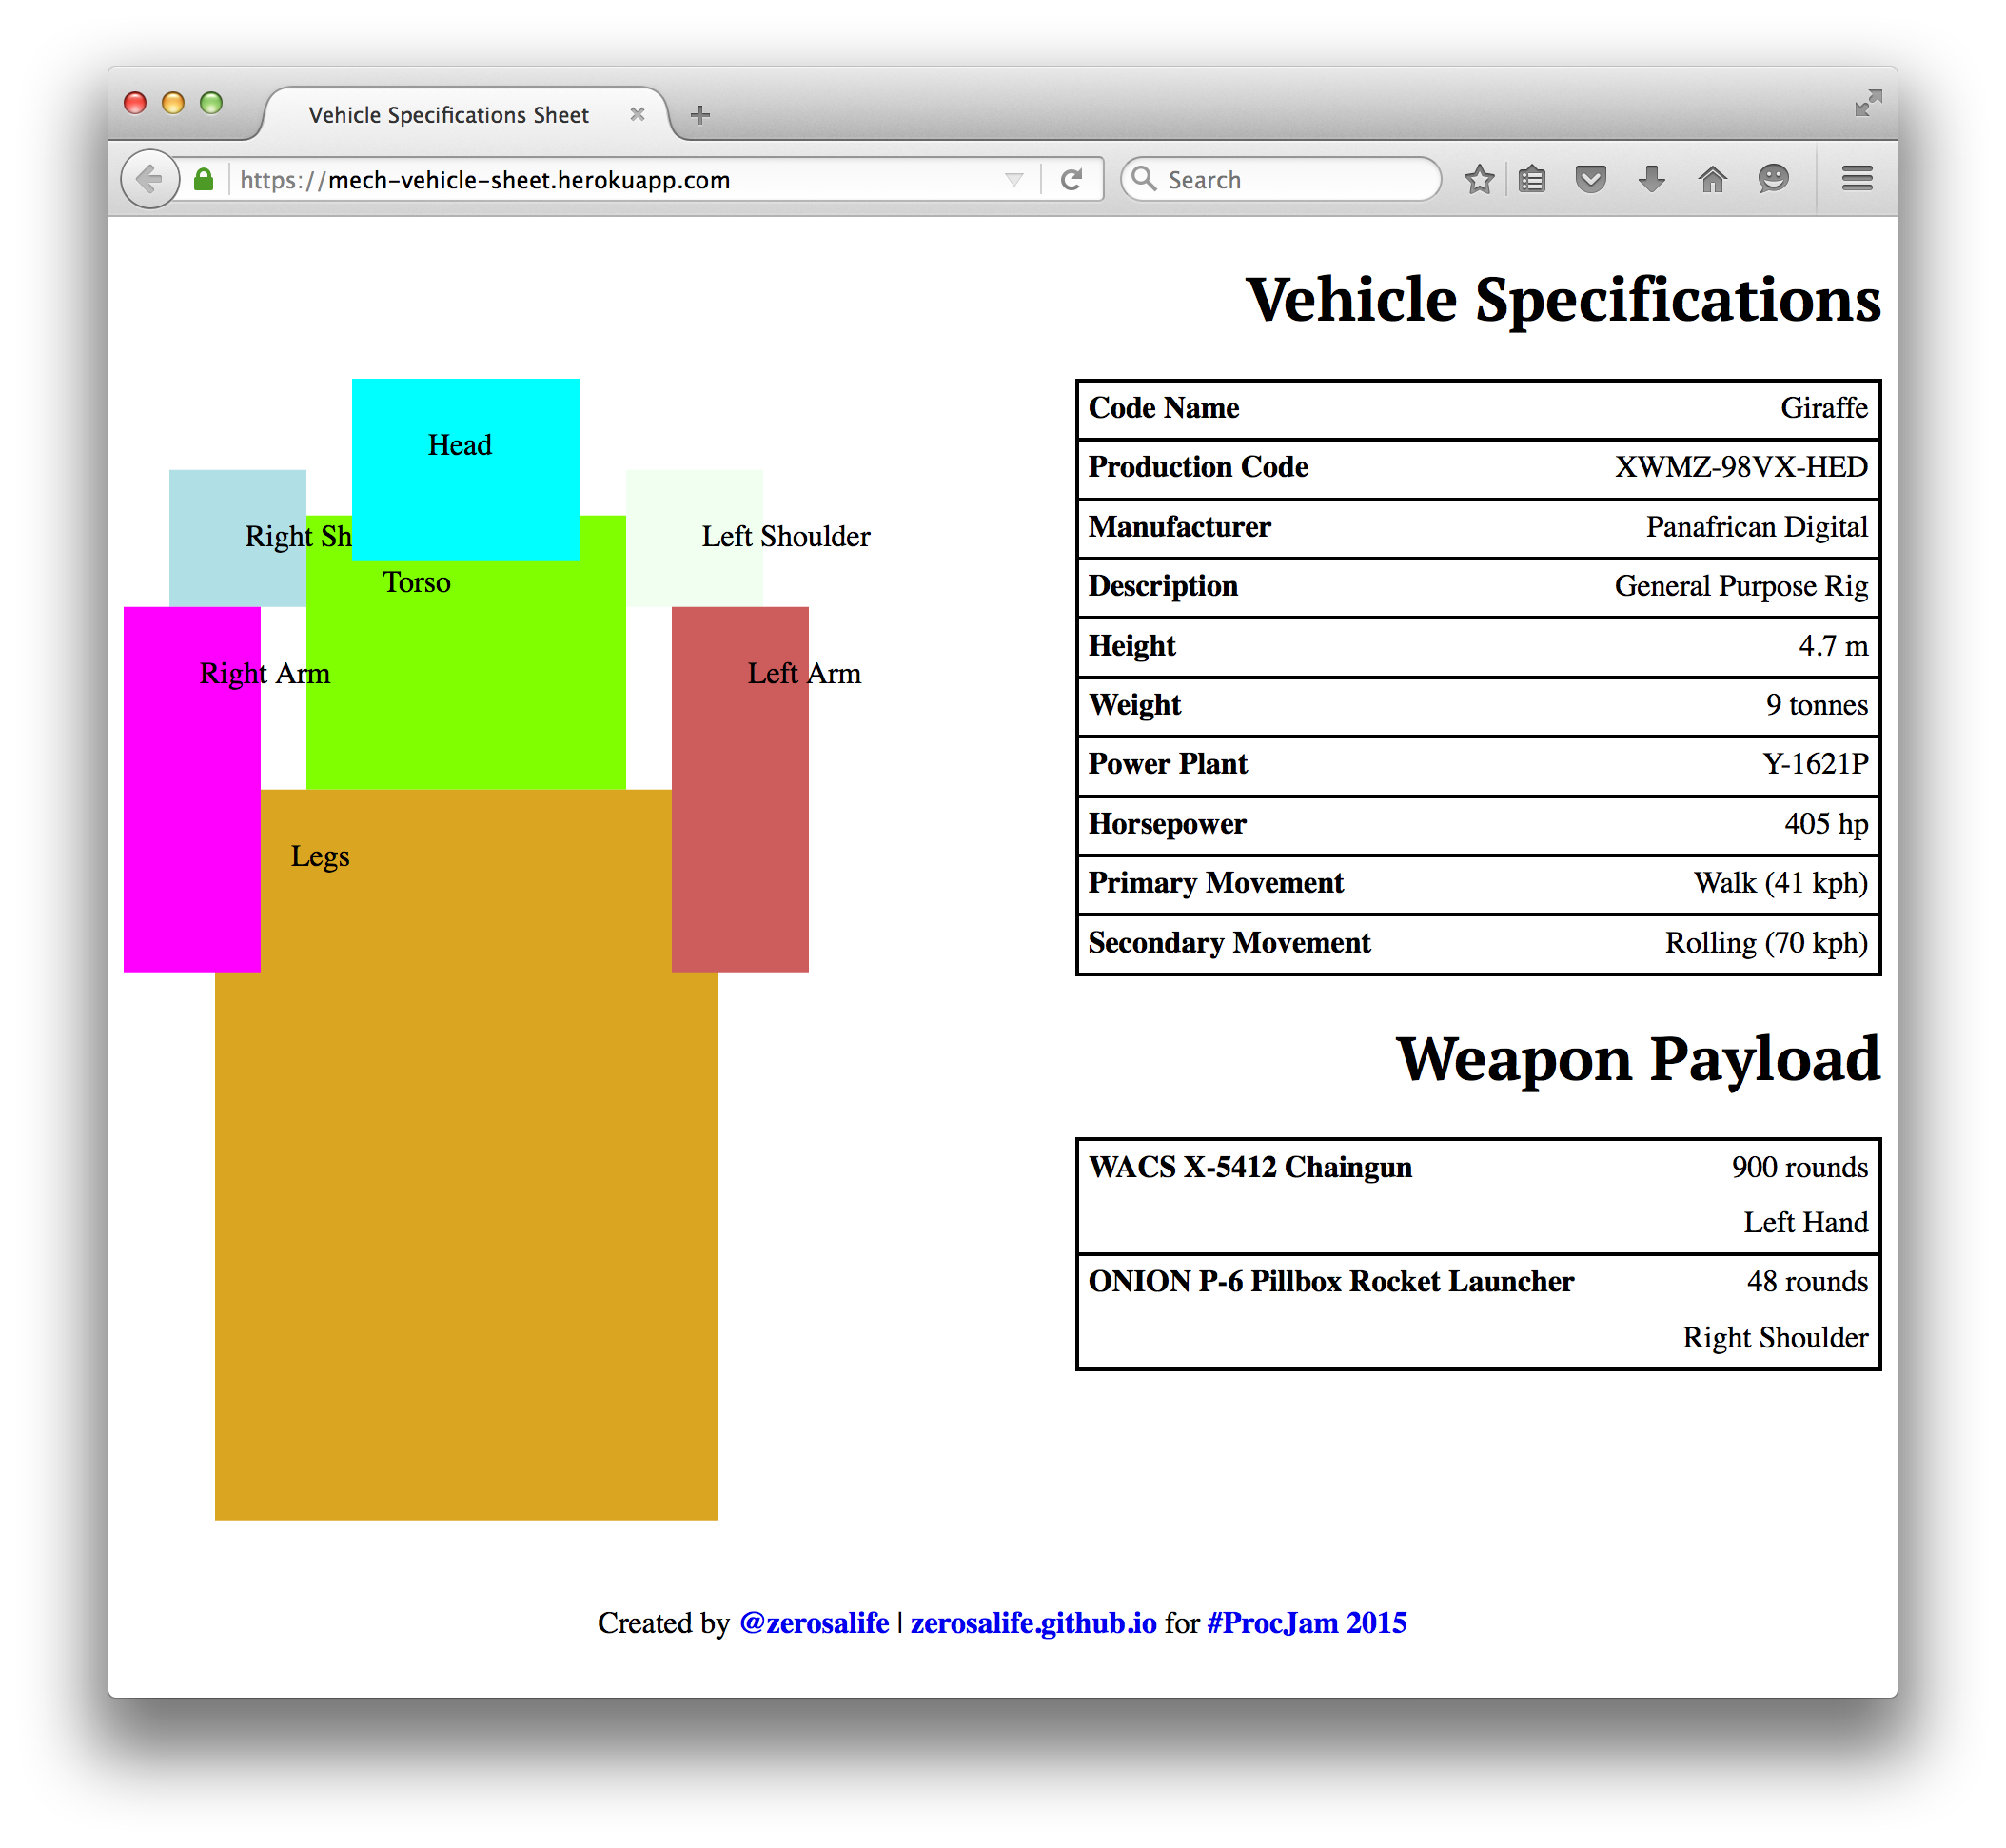 Vehicle Specifications Sheet
https://mech-vehicle-sheet.herokuapp.com
Search
Head
Right Sh
Left Shoulder
Torso
Right Arm
Left Arm
Legs
Vehicle Specifications
Code Name Giraffe
Production Code XWMZ-98VX-HED
Manufacturer Panafrican Digital
Description General Purpose Rig
Height 4.7 m
Weight 9 tonnes
Power Plant Y-1621P
Horsepower 405 hp
Primary Movement Walk (41 kph)
Secondary Movement Rolling (70 kph)
Weapon Payload
WACS X-5412 Chaingun 900 rounds
Left Hand
ONION P-6 Pillbox Rocket Launcher 48 rounds
Right Shoulder
Created by @zerosalife | zerosalife.github.io for #ProcJam 2015